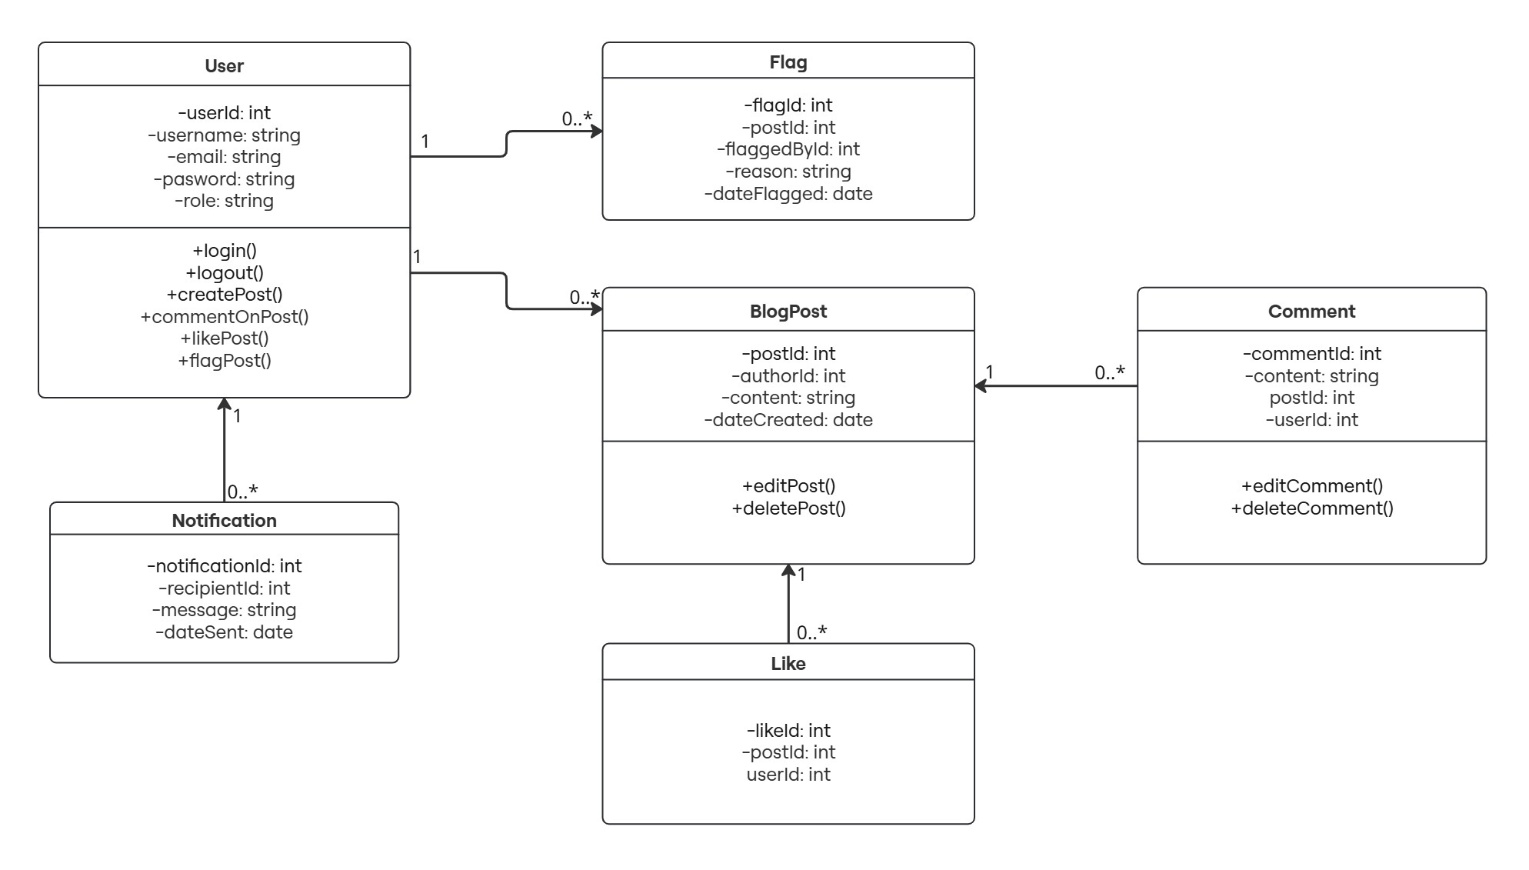 User
-userId: int
-username: string
-email: string
-pasword: string
-role: string
+login()
+logout()
+createPost()
+commentOnPost()
+likePost()
+flagPost()
1
0..*
Flag
-flagId: int
-postId: int
-flaggedById: int
-reason: string
-dateFlagged: date
1
0..*
BlogPost
-postId: int
-authorId: int
-content: string
-dateCreated: date
+editPost()
+deletePost()
1
0..*
Comment
-commentId: int
-content: string
postId: int
-userId: int
+editComment()
+deleteComment()
1
0..*
Notification
-notificationId: int
-recipientId: int
-message: string
-dateSent: date
1
0..*
Like
-likeId: int
-postId: int
userId: int